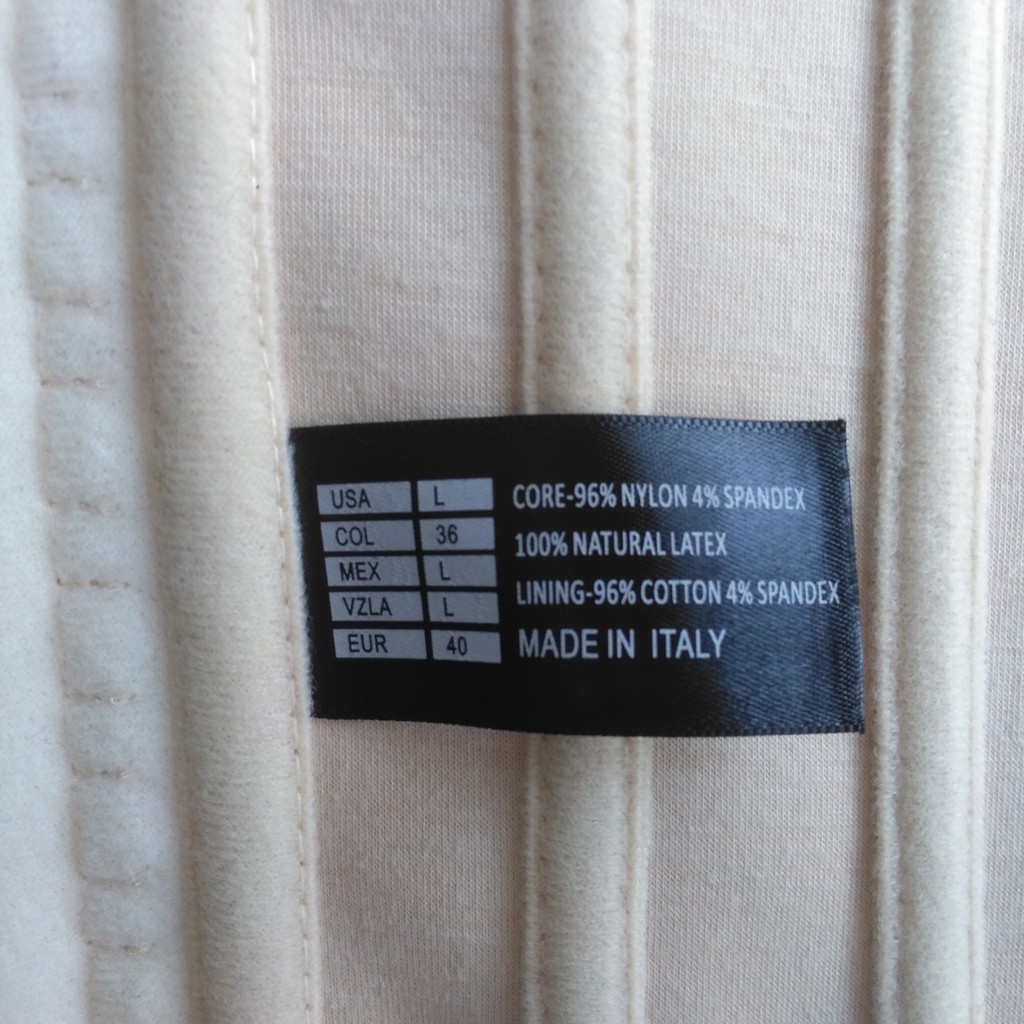 USA L
COL 36
MEX L
VZLA L
EUR 40
CORE-96% NYLON 4% SPANDEX
100% NATURAL LATEX
LINING-96% COTTON 4% SPANDEX
MADE IN ITALY